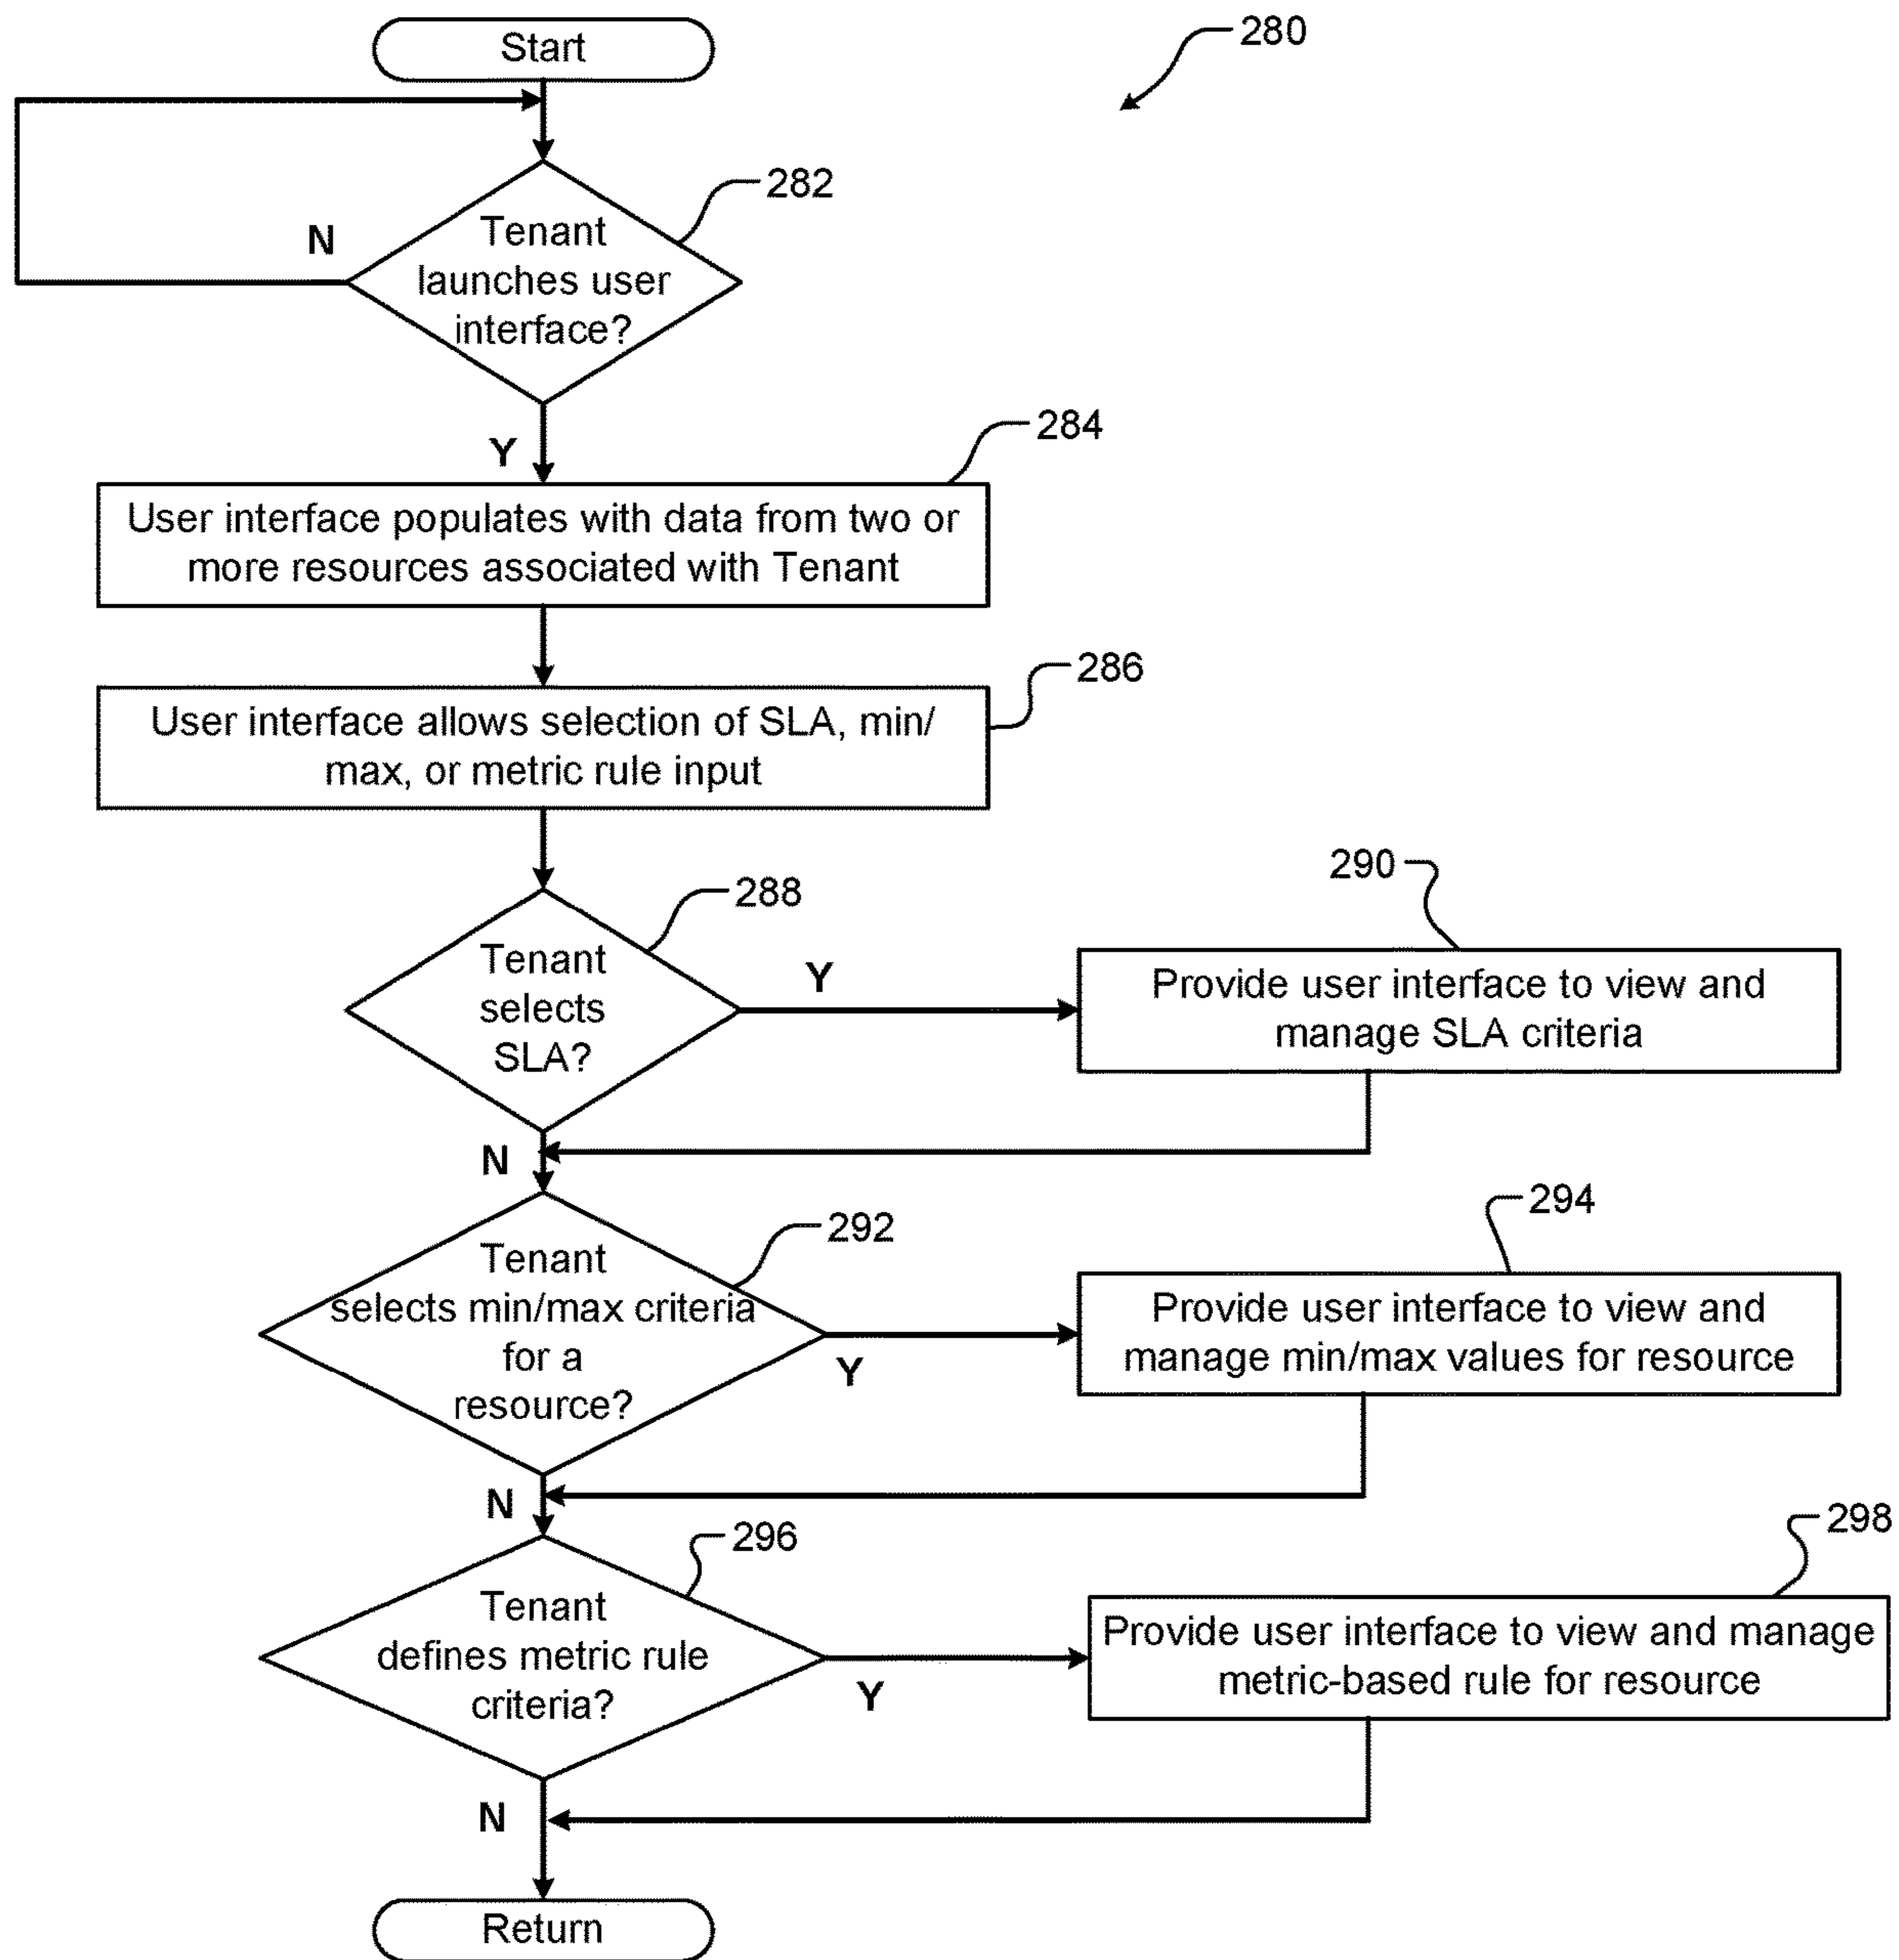 Start
280
282
Tenant
launches user
interface?
N
Y
284
User interface populates with data from two or
more resources associated with Tenant
286
User interface allows selection of SLA, min/
max, or metric rule input
288
290
Tenant
selects
SLA?
Y
Provide user interface to view and
manage SLA criteria
N
292
294
Tenant
selects min/max criteria
for a
resource?
Y
Provide user interface to view and
manage min/max values for resource
N
296
298
Tenant
defines metric rule
criteria?
Y
Provide user interface to view and manage
metric-based rule for resource
N
Return